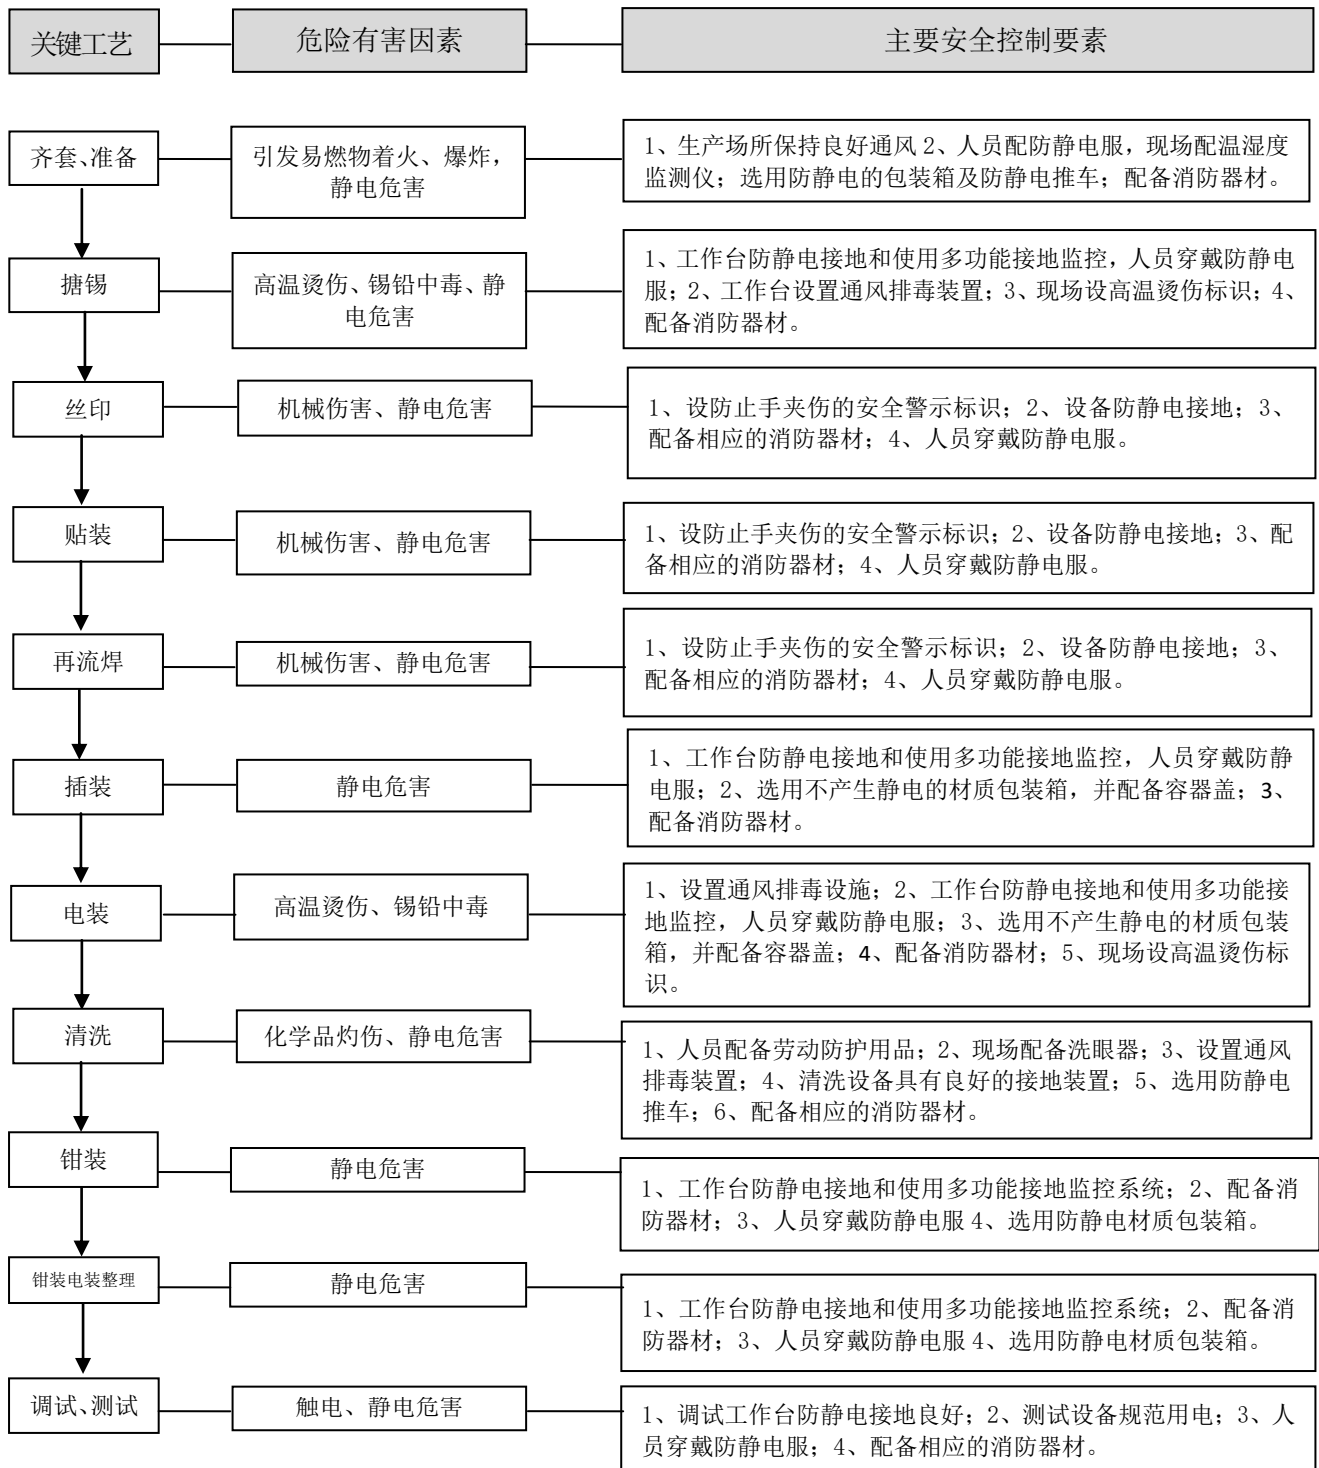 关键工艺
危险有害因素
主要安全控制要素
齐套、准备
引发易燃物着火、爆炸，
静电危害
1、生产场所保持良好通风 2、人员配防静电服，现场配温湿度
监测仪；选用防静电的包装箱及防静电推车；配备消防器材。
搪锡
高温烫伤、锡铅中毒、静
电危害
1、工作台防静电接地和使用多功能接地监控，人员穿戴防静电
服；2、工作台设置通风排毒装置；3、现场设高温烫伤标识；4、
配备消防器材。
丝印
机械伤害、静电危害
1、设防止手夹伤的安全警示标识；2、设备防静电接地；3、
配备相应的消防器材；4、人员穿戴防静电服。
贴装
机械伤害、静电危害
1、设防止手夹伤的安全警示标识；2、设备防静电接地；3、配
备相应的消防器材；4、人员穿戴防静电服。
再流焊
机械伤害、静电危害
1、设防止手夹伤的安全警示标识；2、设备防静电接地；3、
配备相应的消防器材；4、人员穿戴防静电服。
插装
静电危害
1、工作台防静电接地和使用多功能接地监控，人员穿戴防静
电服；2、选用不产生静电的材质包装箱，并配备容器盖；3、
配备消防器材。
电装
高温烫伤、锡铅中毒
1、设置通风排毒设施；2、工作台防静电接地和使用多功能接
地监控，人员穿戴防静电服；3、选用不产生静电的材质包装
箱，并配备容器盖；4、配备消防器材；5、现场设高温烫伤标
识。
清洗
化学品灼伤、静电危害
1、人员配备劳动防护用品；2、现场配备洗眼器；3、设置通风
排毒装置；4、清洗设备具有良好的接地装置；5、选用防静电
推车；6、配备相应的消防器材。
钳装
静电危害
1、工作台防静电接地和使用多功能接地监控系统；2、配备消
防器材；3、人员穿戴防静电服 4、选用防静电材质包装箱。
钳装电装整理
静电危害
1、工作台防静电接地和使用多功能接地监控系统；2、配备消
防器材；3、人员穿戴防静电服 4、选用防静电材质包装箱。
调试、测试
触电、静电危害
1、调试工作台防静电接地良好；2、测试设备规范用电；3、人
员穿戴防静电服；4、配备相应的消防器材。